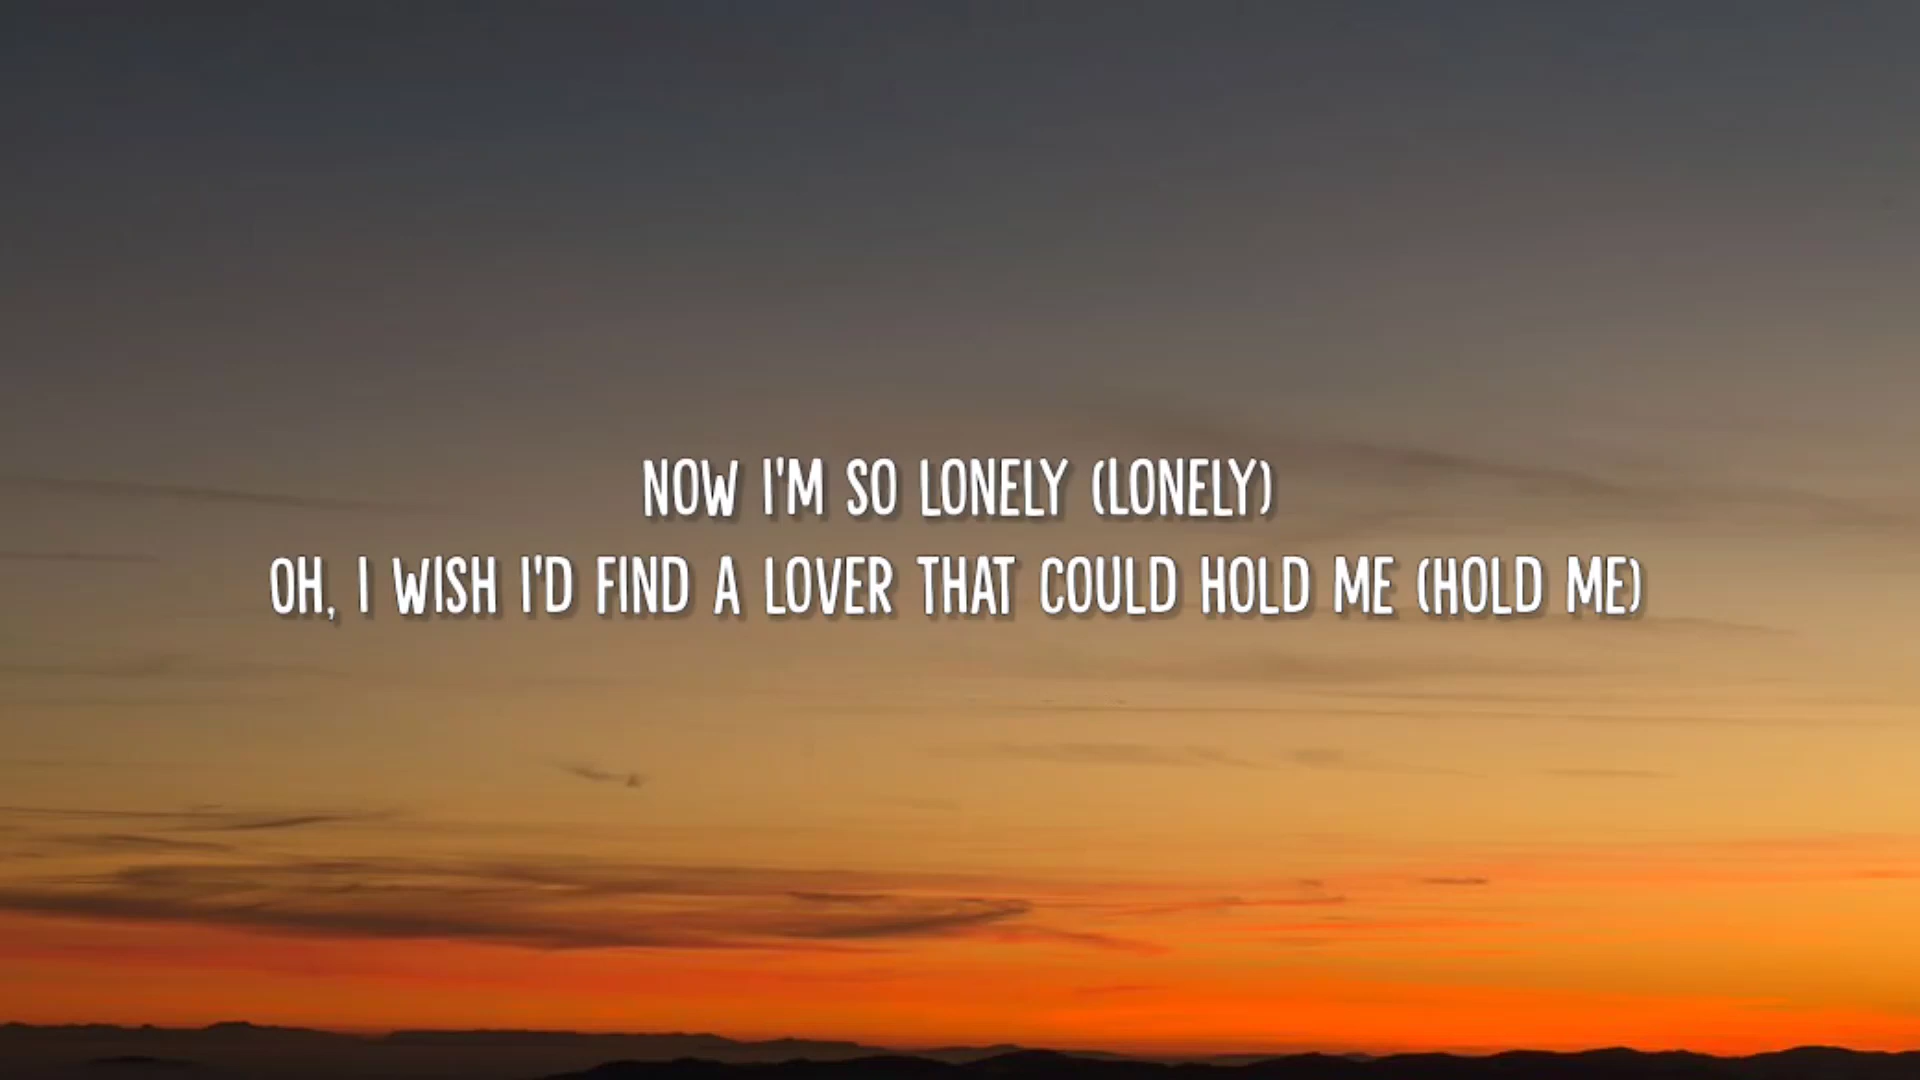 NOW I'M SO LONELY (LONELY)
OH, I WISH I'D FIND A LOVER THAT COULD HOLD ME (HOLD ME)